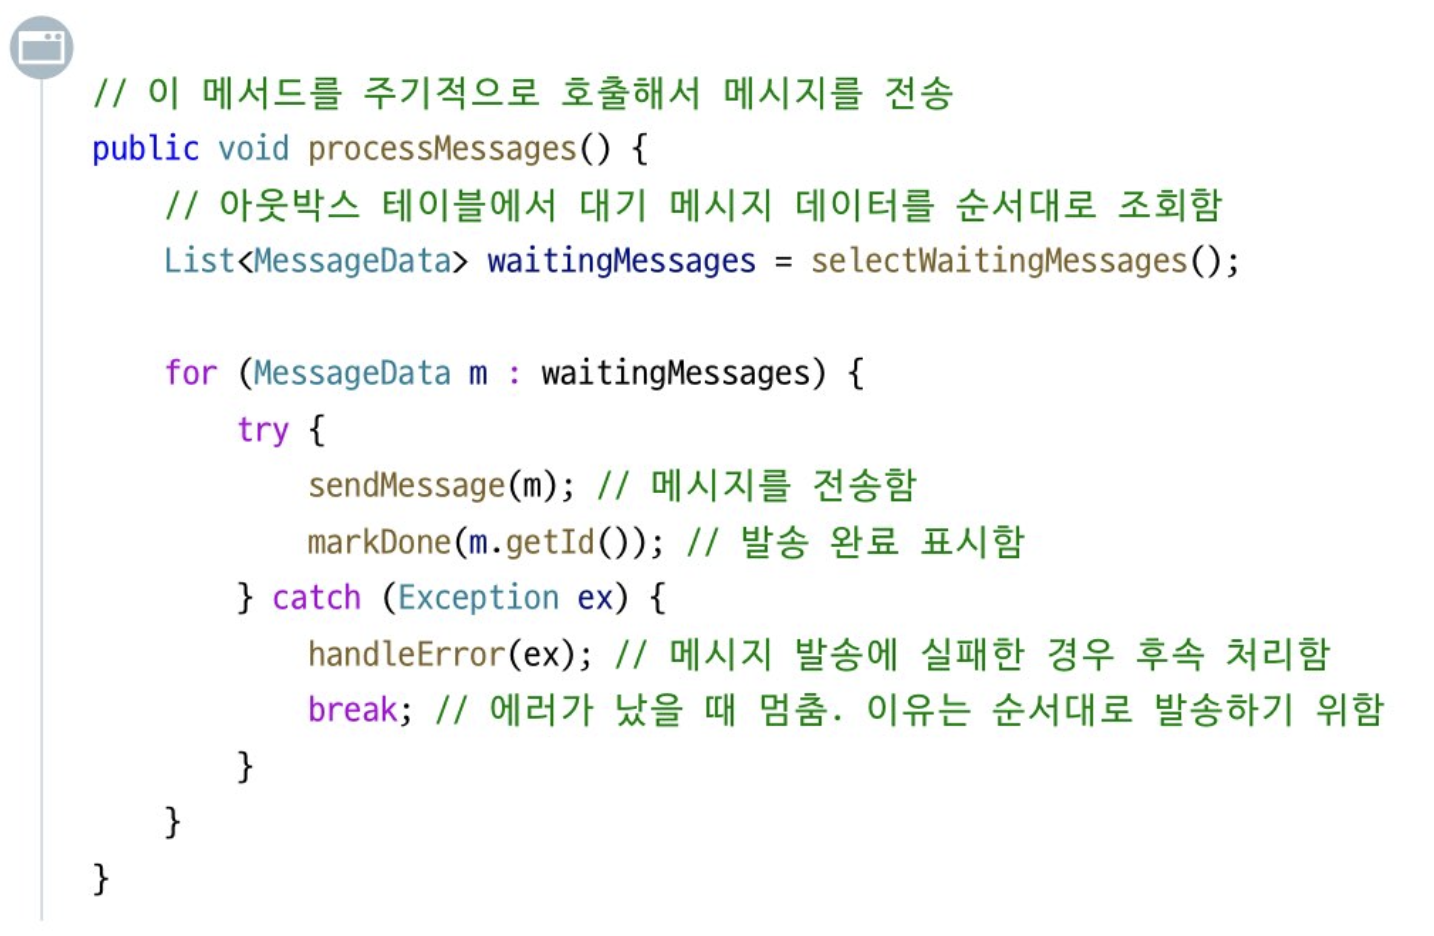 // 이 메서드를 주기적으로 호출해서 메시지를 전송
public void processMessages() {
    // 아웃박스 테이블에서 대기 메시지 데이터를 순서대로 조회함
    List<MessageData> waitingMessages = selectWaitingMessages();

    for (MessageData m : waitingMessages) {
        try {
            sendMessage(m); // 메시지를 전송함
            markDone(m.getId()); // 발송 완료 표시함
        } catch (Exception ex) {
            handleError(ex); // 메시지 발송에 실패한 경우 후속 처리함
            break; // 에러가 났을 때 멈춤. 이유는 순서대로 발송하기 위함
        }
    }
}